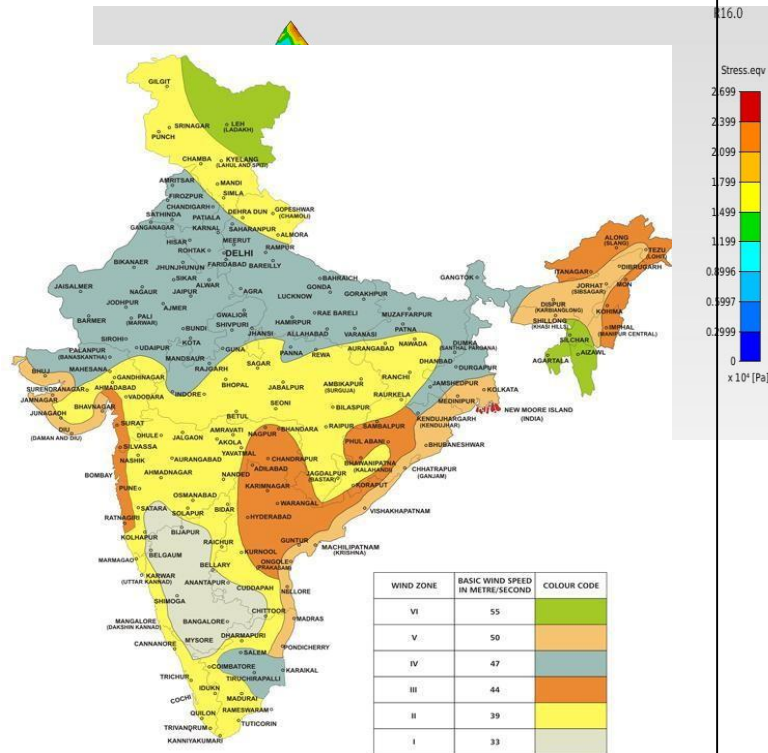 R16.0
Stress.eqv
2.699
2.399
2.099
1.799
1.499
1.199
0.8996
0.5997
0.2999
0
x 10⁴ [Pa]
GILGIT
SRINAGAR
PUNCH
LEH
(LADAKH)
CHAMBA
KYELANG
(LAHUL AND SPITI)
AMRITSAR
MANDI
FIROZPUR
SIMLA
CHANDIGARH
GOPESHWAR
(CHAMOLI)
SATHINDA
PATIALA
DEHRA DUN
GANGANAGAR
KARNAL
SAHARANPUR
ALMORA
HISAR
MEERUT
RAMPUR
ROHTAK
DELHI
BIKANAER
JHUNJHUNUN
FARIDABAD
BAREILLY
SIKAR
ALWAR
BAHRAICH
JAISALMER
NAGAUR
JAIPUR
AGRA
GONDA
LUCKNOW
GORAKHPUR
GANGTOK
JODHPUR
AJMER
GWALIOR
RAE BARELI
MUZAFFARPUR
BARMER
PALI
(MARWAR)
BUNDI
SHIVPURI
HAMIRPUR
PATNA
JHANSI
ALLAHABAD
VARANASI
SIROHI
UDAIPUR
KOTA
GUNA
PANNA
REWA
AURANGABAD
NAWADA
DUMKA
(SANTHAL PARGANA)
PALANPUR
(BANASKANTHA)
MANDSAUR
RAJGARH
SAGAR
DHANBAD
DURGAPUR
BHUJ
MAHESANA
GANDHINAGAR
BHOPAL
JABALPUR
AMBIKAPUR
(SURGUJA)
RANCHI
JAMSHEDPUR
KOLKATA
SURENDRANAGAR
AHMADABAD
VADODARA
INDORE
RAURKELA
MEDINIPUR
JAMNAGAR
BHAVNAGAR
SEONI
BILASPUR
NEW MOORE ISLAND
(INDIA)
JUNAGADH
BETUL
KENDUJHARGARH
(KENDUJHAR)
DIU
(DAMAN AND DIU)
SURAT
DHULE
JALGAON
AMRAVATI
NAGPUR
BHANDARA
RAIPUR
SAMBALPUR
AKOLA
PHULABANI
BHUBANESHWAR
SILVASSA
NASHIK
AURANGABAD
YAVATMAL
CHANDRAPUR
BHAWANIPATNA
(KALAHANDI)
CHHATRAPUR
(GANJAM)
BOMBAY
AHMADNAGAR
NANDED
ADILABAD
JAGDALPUR
(BASTAR)
KORAPUT
PUNE
KARIMNAGAR
OSMANABAD
WARANGAL
VISHAKHAPATNAM
SATARA
SOLAPUR
BIDAR
HYDERABAD
RATNAGIRI
KOLHAPUR
BIJAPUR
RAICHUR
GUNTUR
MACHILIPATNAM
(KRISHNA)
KURNOOL
MARMAGAO
BELGAUM
ONGOLE
(PRAKASAM)
BELLARY
KARWAR
(UTTAR KANNAD)
ANANTAPUR
CUDDAPAH
NELLORE
SHIMOGA
CHITTOOR
MANGALORE
(DAKSHIN KANNAD)
BANGALORE
MADRAS
MYSORE
DHARMAPURI
CANNANORE
SALEM
PONDICHERRY
COIMBATORE
KARAIKAL
TRICHUR
TIRUCHIRAPALLI
COCHI
IDUKN
MADURAI
QUILON
RAMESWARAM
TRIVANDRUM
TUTICORIN
KANNIYAKUMARI
ALONG
(SLANG)
TEZU
(LOHIT)
ITANAGAR
DIBRUGARH
JORHAT
(SIBSAGAR)
MON
DISPUR
(KARBIANGLONG)
KOHIMA
SHILLONG
(KHASI HILLS)
IMPHAL
(MANIPUR CENTRAL)
SILCHAR
AGARTALA
AIZAWL
WIND ZONE BASIC WIND SPEED IN METRE/SECOND COLOUR CODE
VI 55
V 50
IV 47
III 44
II 39
I 33